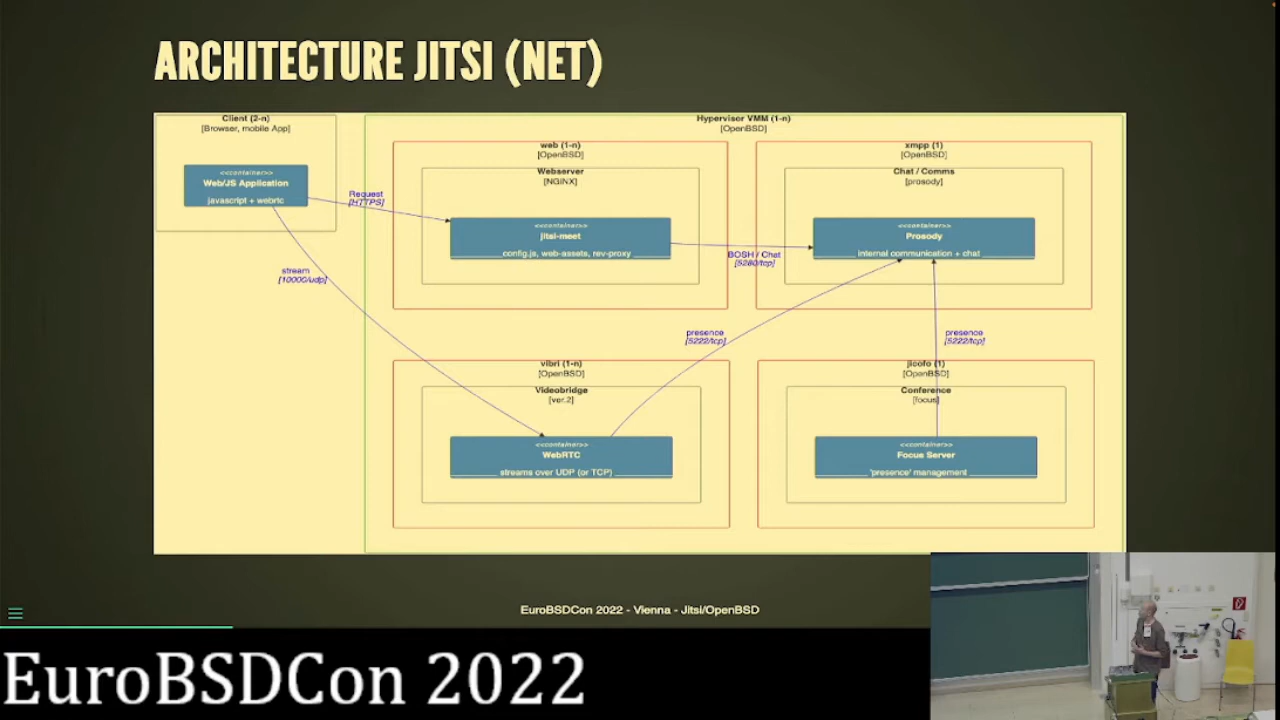 ARCHITECTURE JITSI (NET)
Client (2-n)
[Browser, mobile App]
<<container>>
Web/JS Application
javascript + webrtc
Request
[HTTPS]
stream
[10000/udp]
Hypervisor VMM (1-n)
[OpenBSD]
web (1-n)
[OpenBSD]
Webserver
[NGINX]
<<container>>
jitsi-meet
config.js, web-assets, rev-proxy
BOSH / Chat
[5280/tcp]
xmpp (1)
[OpenBSD]
Chat / Comms
[prosody]
<<container>>
Prosody
internal communication + chat
presence
[5222/tcp]
presence
[5222/tcp]
vibri (1-n)
[OpenBSD]
Videobridge
[ver.2]
<<container>>
WebRTC
streams over UDP (or TCP)
jicofo (1)
[OpenBSD]
Conference
[focus]
<<container>>
Focus Server
'presence' management
EuroBSDCon 2022 - Vienna - Jitsi/OpenBSD
EuroBSDCon 2022